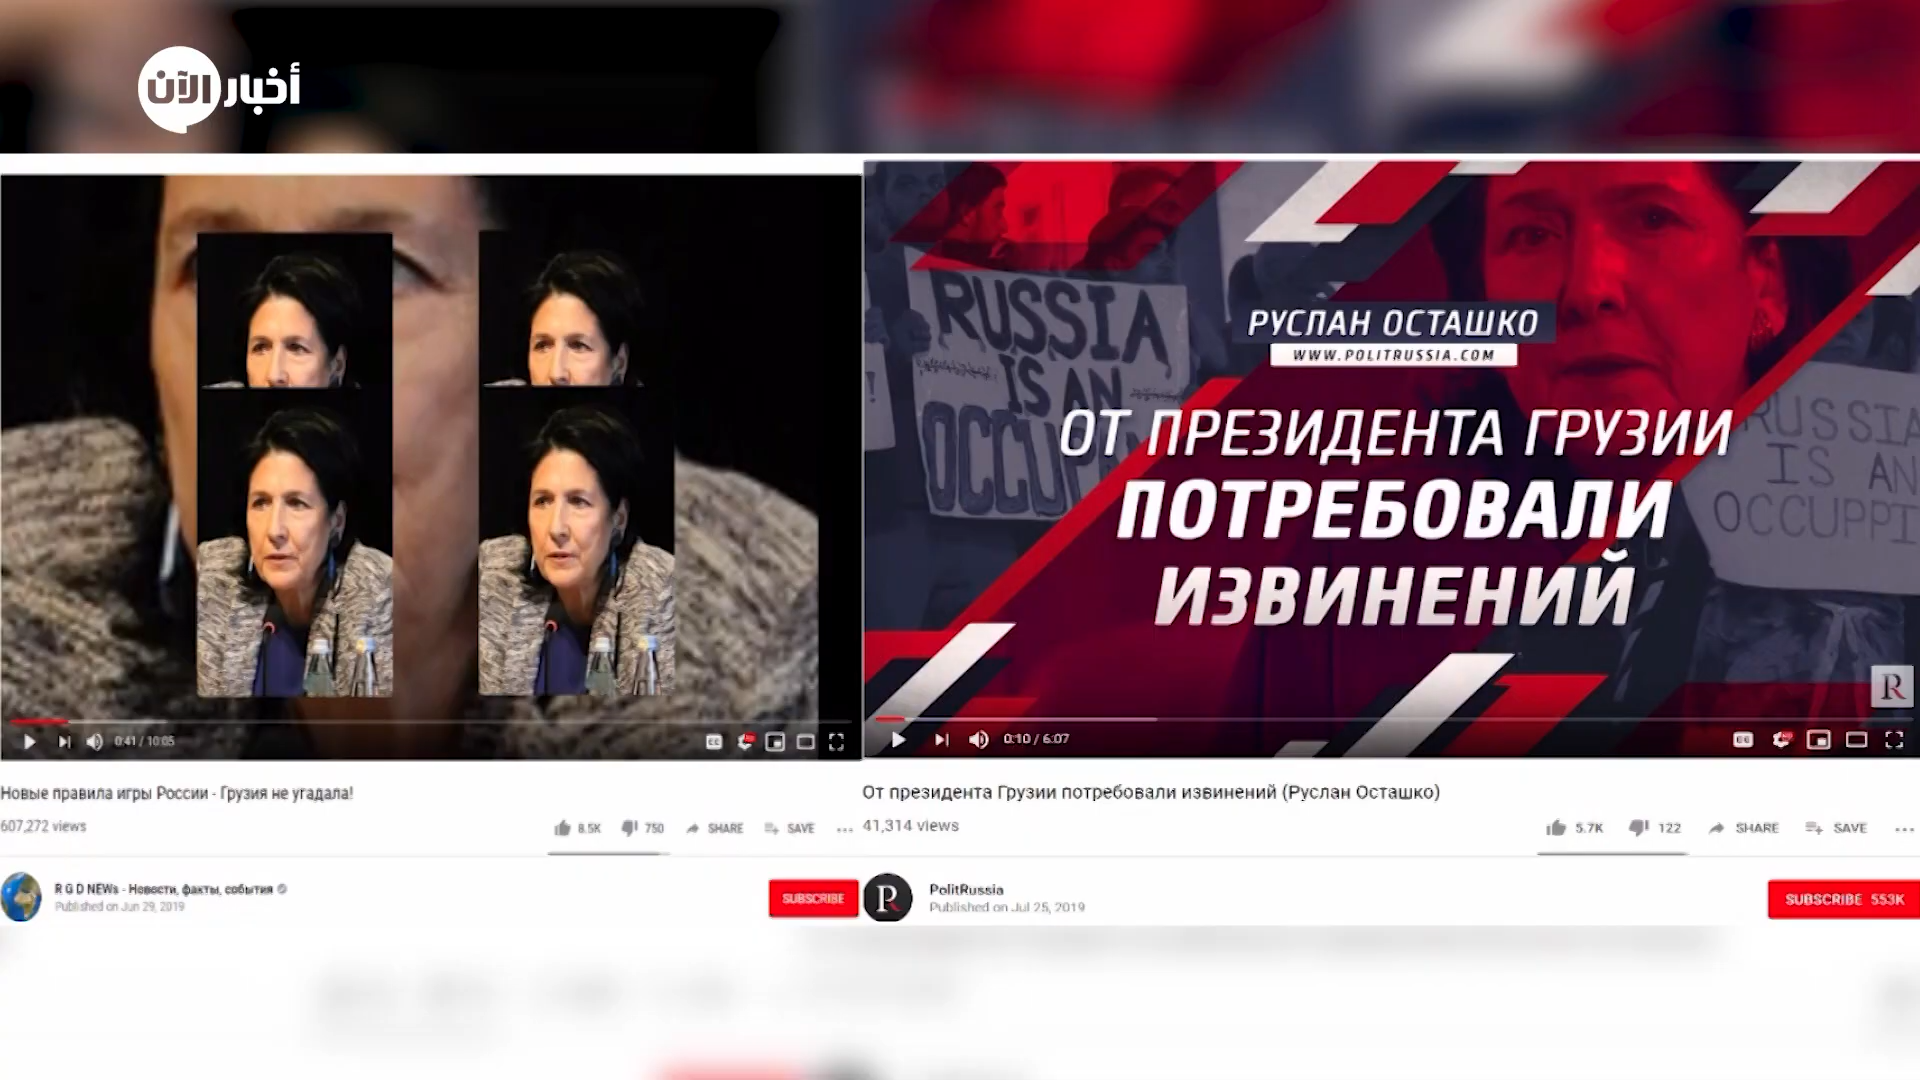 أخبار الآن
0:41 / 10:05
Новые правила игры России - Грузия не угадала!
607,272 views
8.5K 750 SHARE SAVE
R G D NEWs - Новости, факты, события
Published on Jun 29, 2019
SUBSCRIBE
RUSSIA
IS AN
OCCUP
RUSSIA
IS AN
OCCUPPI
РУСЛАН ОСТАШКО
WWW.POLITRUSSIA.COM
ОТ ПРЕЗИДЕНТА ГРУЗИИ
ПОТРЕБОВАЛИ
ИЗВИНЕНИЙ
R
0:10 / 6:07
От президента Грузии потребовали извинений (Руслан Осташко)
41,314 views
5.7K 122 SHARE SAVE
PolitRussia
Published on Jul 25, 2019
SUBSCRIBE 553K